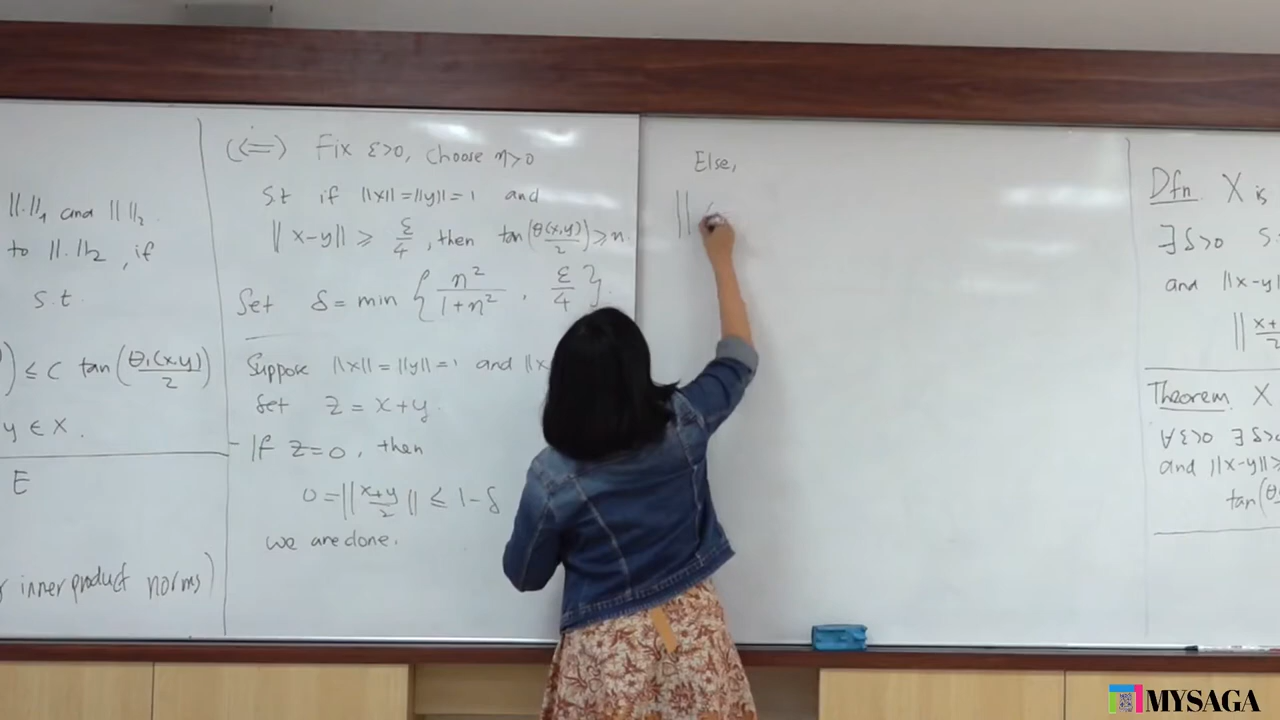 ||.||₁ and ||.||₂
to ||.||₂, if
s.t.
) ≤ C tan(θ₁(x,y)/2)
y ∈ X.
E
inner product norms)
(⇐) Fix ε>0, choose η>0
s.t if ||x||=||y||=1 and
|| x-y|| ≥ ε/4, then tan(θ(x,y)/2) ≥ η
Set δ = min { η²/1+η² , ε/4 }.
Suppose ||x||=||y||=1 and ||x
Set z = x+y.
If z=0, then
0 = ||x+y/2|| ≤ 1-δ
we are done.
Else,
||
Dfn. X is
∃ δ>0 s
and ||x-y|
|| x+/2
Theorem. X
∀ε>0 ∃ δ>0
and ||x-y|| ≥
tan(θ
MYSAGA